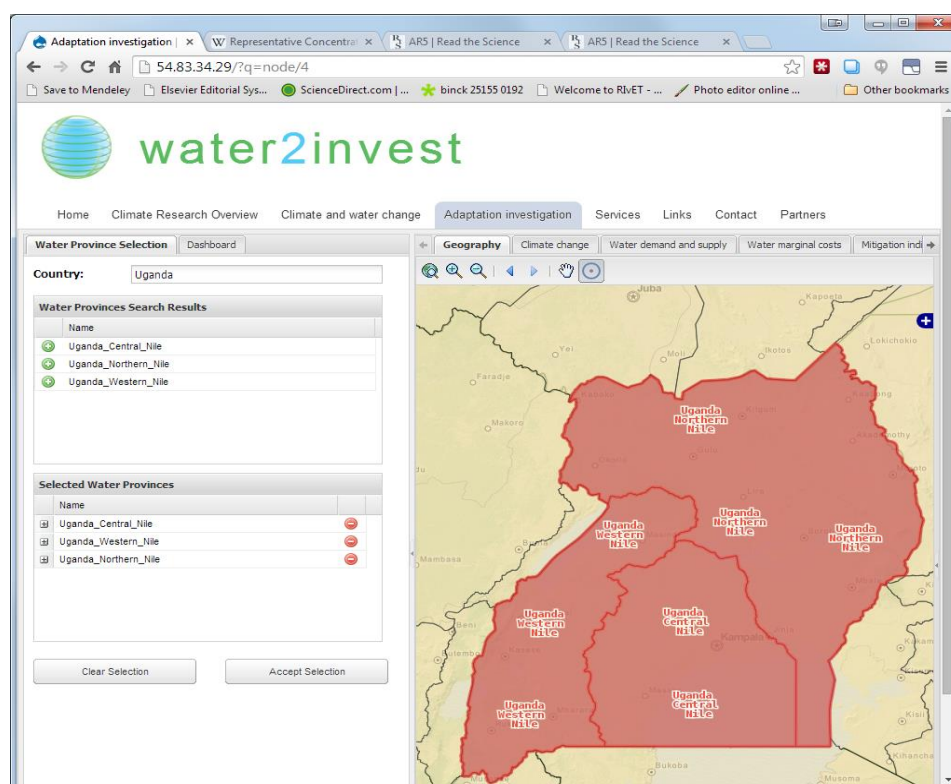 Adaptation investigation |
Representative Concentrat
AR5 | Read the Science
AR5 | Read the Science
54.83.34.29/?q=node/4
Save to Mendeley
Elsevier Editorial Sys...
ScienceDirect.com | ...
binck 25155 0192
Welcome to RIvET - ...
Photo editor online ...
Other bookmarks
water2invest
Home
Climate Research Overview
Climate and water change
Adaptation investigation
Services
Links
Contact
Partners
Water Province Selection
Dashboard
Country:
Uganda
Water Provinces Search Results
Name
Uganda_Central_Nile
Uganda_Northern_Nile
Uganda_Western_Nile
Selected Water Provinces
Name
Uganda_Central_Nile
Uganda_Western_Nile
Uganda_Northern_Nile
Clear Selection
Accept Selection
Geography
Climate change
Water demand and supply
Water marginal costs
Mitigation indi
Juba
Kapoeta
Lokichokio
Yei
Moli
Ikotos
Faradje
Makoro
Uganda
Northern
Nile
Uganda
Western
Nile
Uganda
Northern
Nile
Uganda
Northern
Nile
Mambasa
Beni
Uganda
Western
Nile
Uganda
Central
Nile
Kampala
Uganda
Western
Nile
Uganda
Central
Nile
Kisii
Kihancha
Bukoba
Musoma